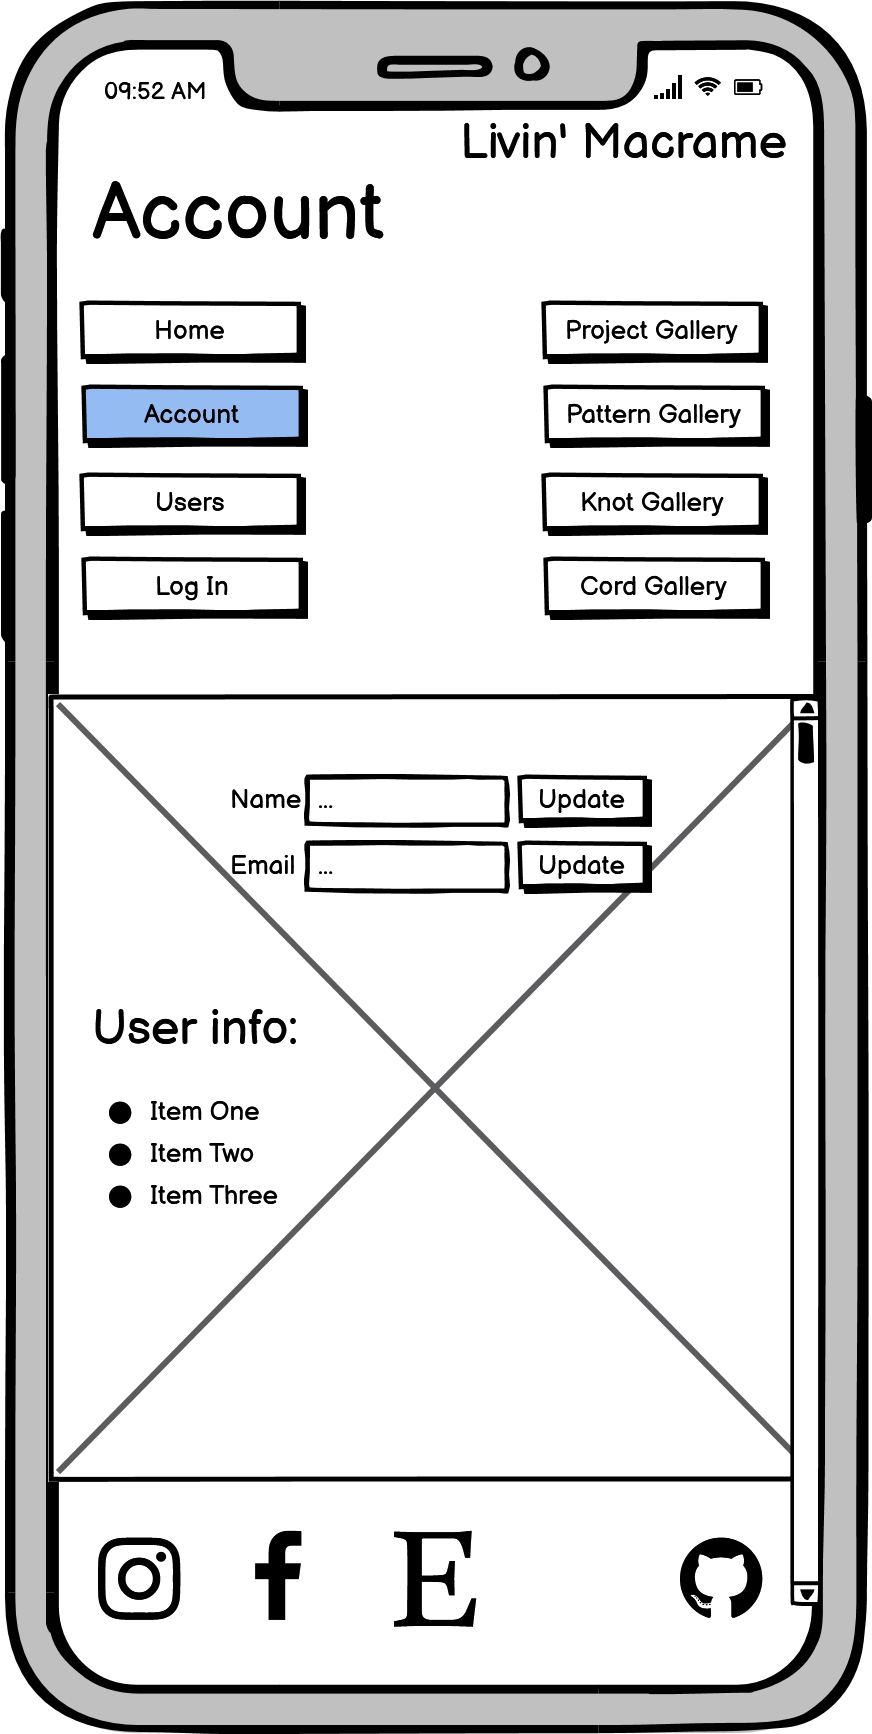 09:52 AM
Livin' Macrame
Account
Home
Project Gallery
Account
Pattern Gallery
Users
Knot Gallery
Log In
Cord Gallery
Name ... Update
Email ... Update
User info:
Item One
Item Two
Item Three
E